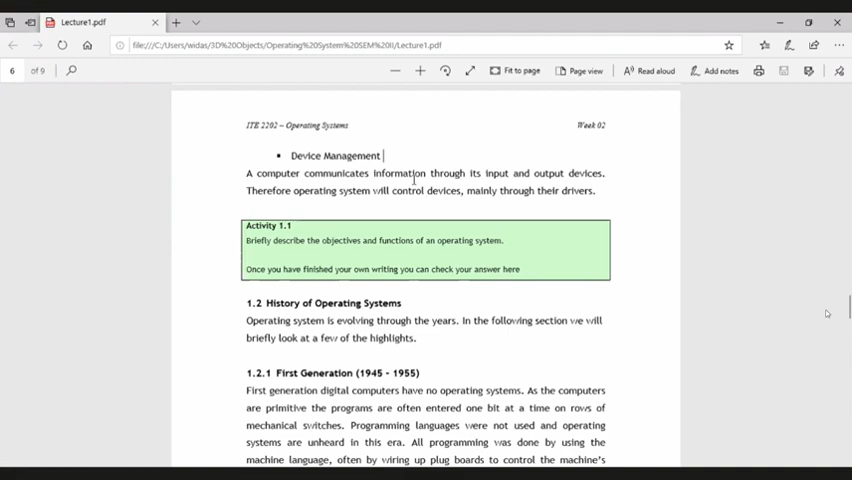 Lecture1.pdf
file:///C:/Users/widas/3D%20Objects/Operating%20System%20SEM%20II/Lecture1.pdf
6 of 9
Fit to page
Page view
Read aloud
Add notes
ITE 2202 – Operating Systems Week 02
▪ Device Management
A computer communicates information through its input and output devices.
Therefore operating system will control devices, mainly through their drivers.
Activity 1.1
Briefly describe the objectives and functions of an operating system.
Once you have finished your own writing you can check your answer here
1.2 History of Operating Systems
Operating system is evolving through the years. In the following section we will
briefly look at a few of the highlights.
1.2.1 First Generation (1945 - 1955)
First generation digital computers have no operating systems. As the computers
are primitive the programs are often entered one bit at a time on rows of
mechanical switches. Programming languages were not used and operating
systems are unheard in this era. All programming was done by using the
machine language, often by wiring up plug boards to control the machine's